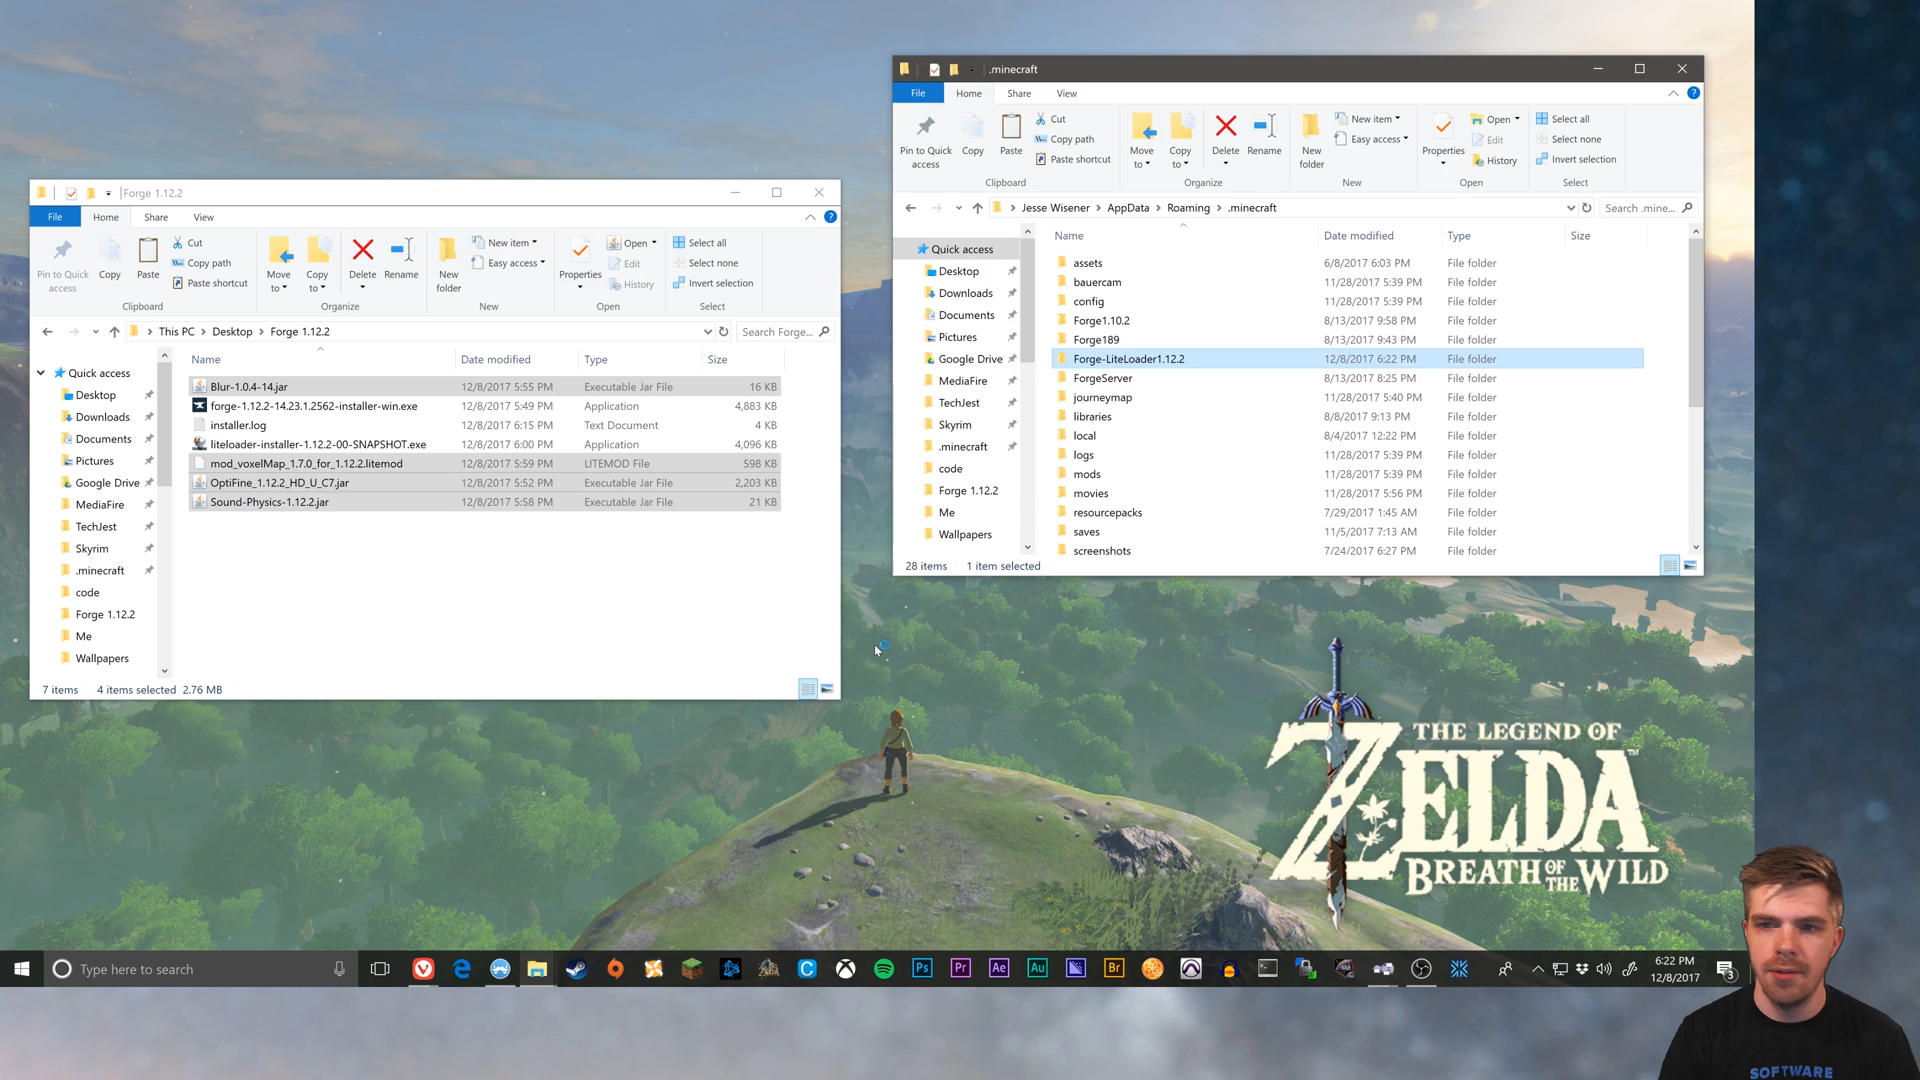 .minecraft
File Home Share View
Pin to Quick access
Copy
Paste
Cut
Copy path
Paste shortcut
Clipboard
Move to
Copy to
Delete
Rename
Organize
New folder
New item
Easy access
New
Properties
Open
Edit
History
Open
Select all
Select none
Invert selection
Select
Jesse Wisener > AppData > Roaming > .minecraft
Search .mine...
Quick access
Desktop
Downloads
Documents
Pictures
Google Drive
MediaFire
TechJest
Skyrim
.minecraft
code
Forge 1.12.2
Me
Wallpapers
Name Date modified Type Size
assets 6/8/2017 6:03 PM File folder
bauercam 11/28/2017 5:39 PM File folder
config 11/28/2017 5:39 PM File folder
Forge1.10.2 8/13/2017 9:58 PM File folder
Forge189 8/13/2017 9:43 PM File folder
Forge-LiteLoader1.12.2 12/8/2017 6:22 PM File folder
ForgeServer 8/13/2017 8:25 PM File folder
journeymap 11/28/2017 5:40 PM File folder
libraries 8/8/2017 9:13 PM File folder
local 8/4/2017 12:22 PM File folder
logs 11/28/2017 5:39 PM File folder
mods 11/28/2017 5:39 PM File folder
movies 11/28/2017 5:56 PM File folder
resourcepacks 7/29/2017 1:45 AM File folder
saves 11/5/2017 7:13 AM File folder
screenshots 7/24/2017 6:27 PM File folder
28 items 1 item selected
Forge 1.12.2
File Home Share View
Pin to Quick access
Copy
Paste
Cut
Copy path
Paste shortcut
Clipboard
Move to
Copy to
Delete
Rename
Organize
New folder
New item
Easy access
New
Properties
Open
Edit
History
Open
Select all
Select none
Invert selection
Select
> This PC > Desktop > Forge 1.12.2
Search Forge...
Quick access
Desktop
Downloads
Documents
Pictures
Google Drive
MediaFire
TechJest
Skyrim
.minecraft
code
Forge 1.12.2
Me
Wallpapers
Name Date modified Type Size
Blur-1.0.4-14.jar 12/8/2017 5:55 PM Executable Jar File 16 KB
forge-1.12.2-14.23.1.2562-installer-win.exe 12/8/2017 5:49 PM Application 4,883 KB
installer.log 12/8/2017 6:15 PM Text Document 4 KB
liteloader-installer-1.12.2-00-SNAPSHOT.exe 12/8/2017 6:00 PM Application 4,096 KB
mod_voxelMap_1.7.0_for_1.12.2.litemod 12/8/2017 5:59 PM LITEMOD File 598 KB
OptiFine_1.12.2_HD_U_C7.jar 12/8/2017 5:52 PM Executable Jar File 2,203 KB
Sound-Physics-1.12.2.jar 12/8/2017 5:58 PM Executable Jar File 21 KB
7 items 4 items selected 2.76 MB
THE LEGEND OF
ZELDA
™
BREATH OF THE WILD
Type here to search
Ps
Pr
Ae
Au
Br
6:22 PM
12/8/2017
3
SOFTWARE